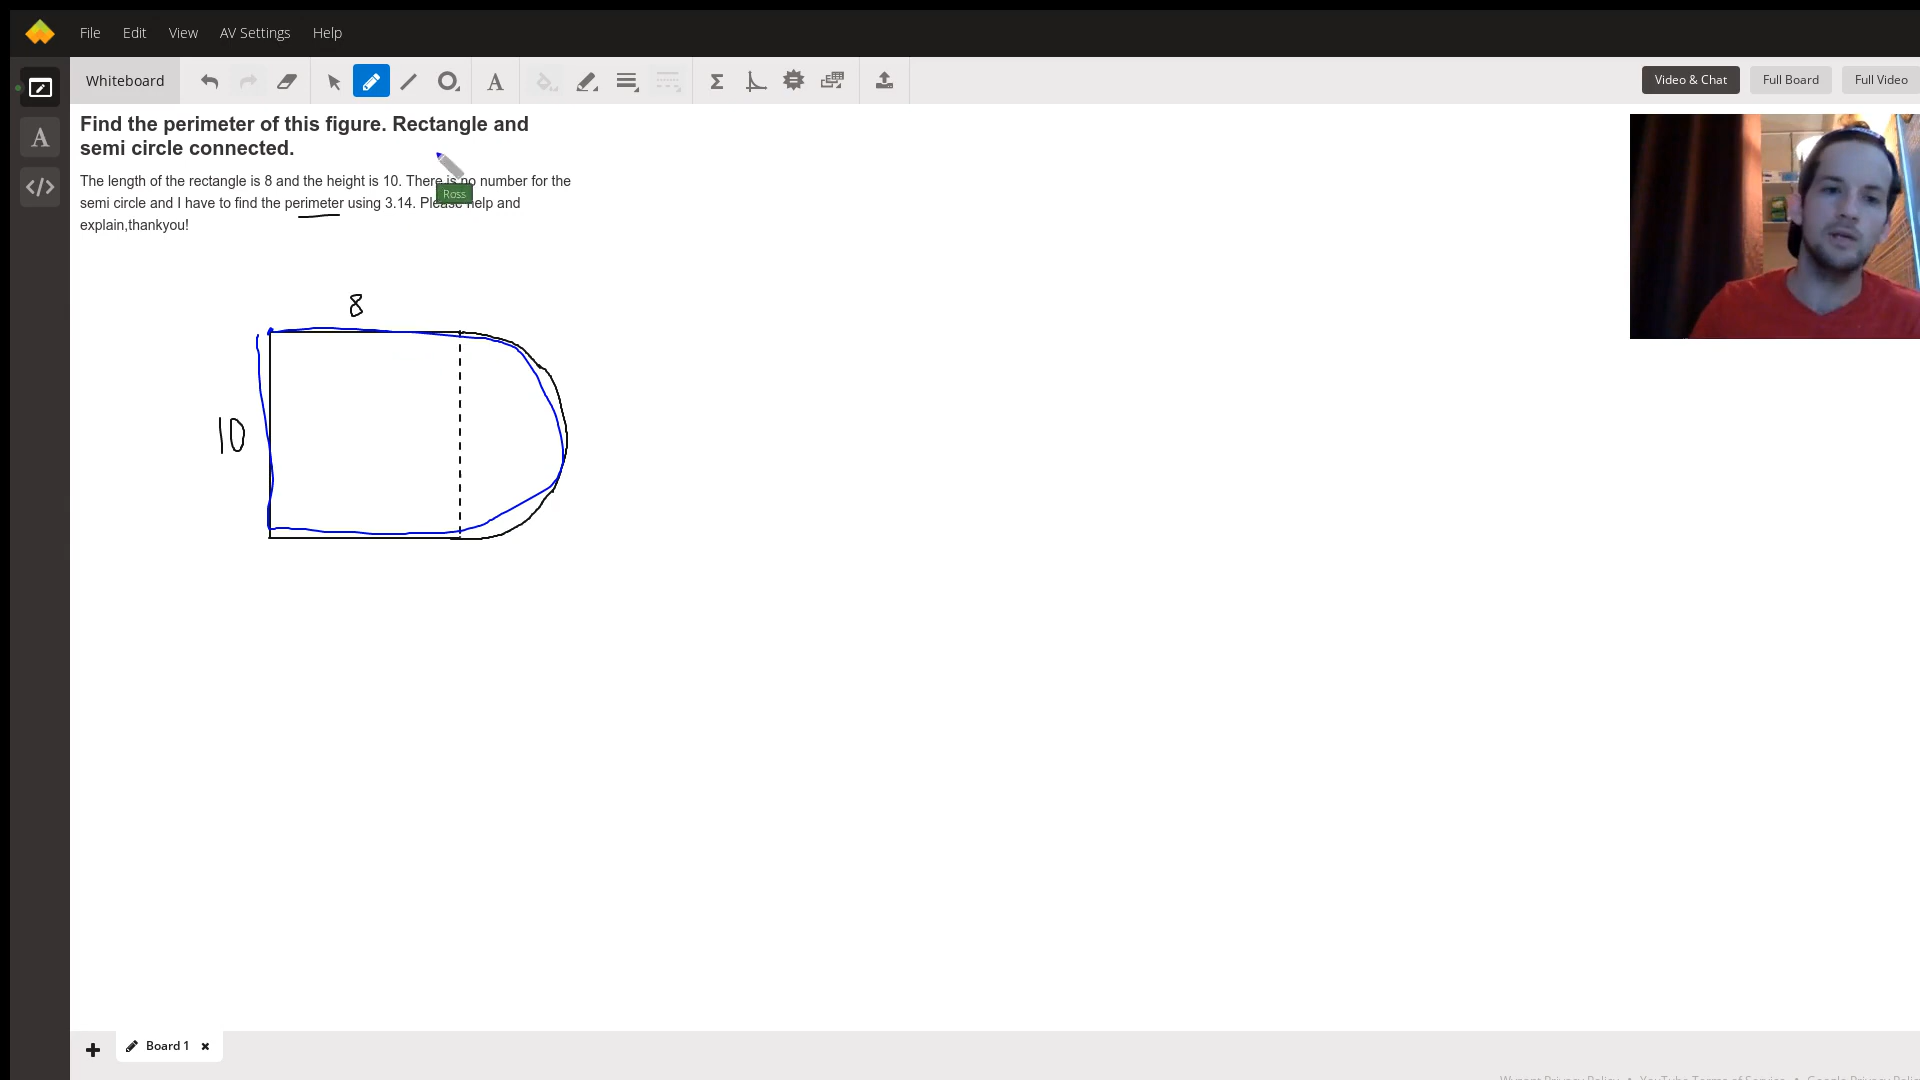 File Edit View AV Settings Help
Whiteboard
A
Σ
Video & Chat Full Board Full Video
A
</>
Find the perimeter of this figure. Rectangle and
semi circle connected.
The length of the rectangle is 8 and the height is 10. There is no number for the
Ross
semi circle and I have to find the perimeter using 3.14. Please help and
explain,thankyou!
8
10
Board 1